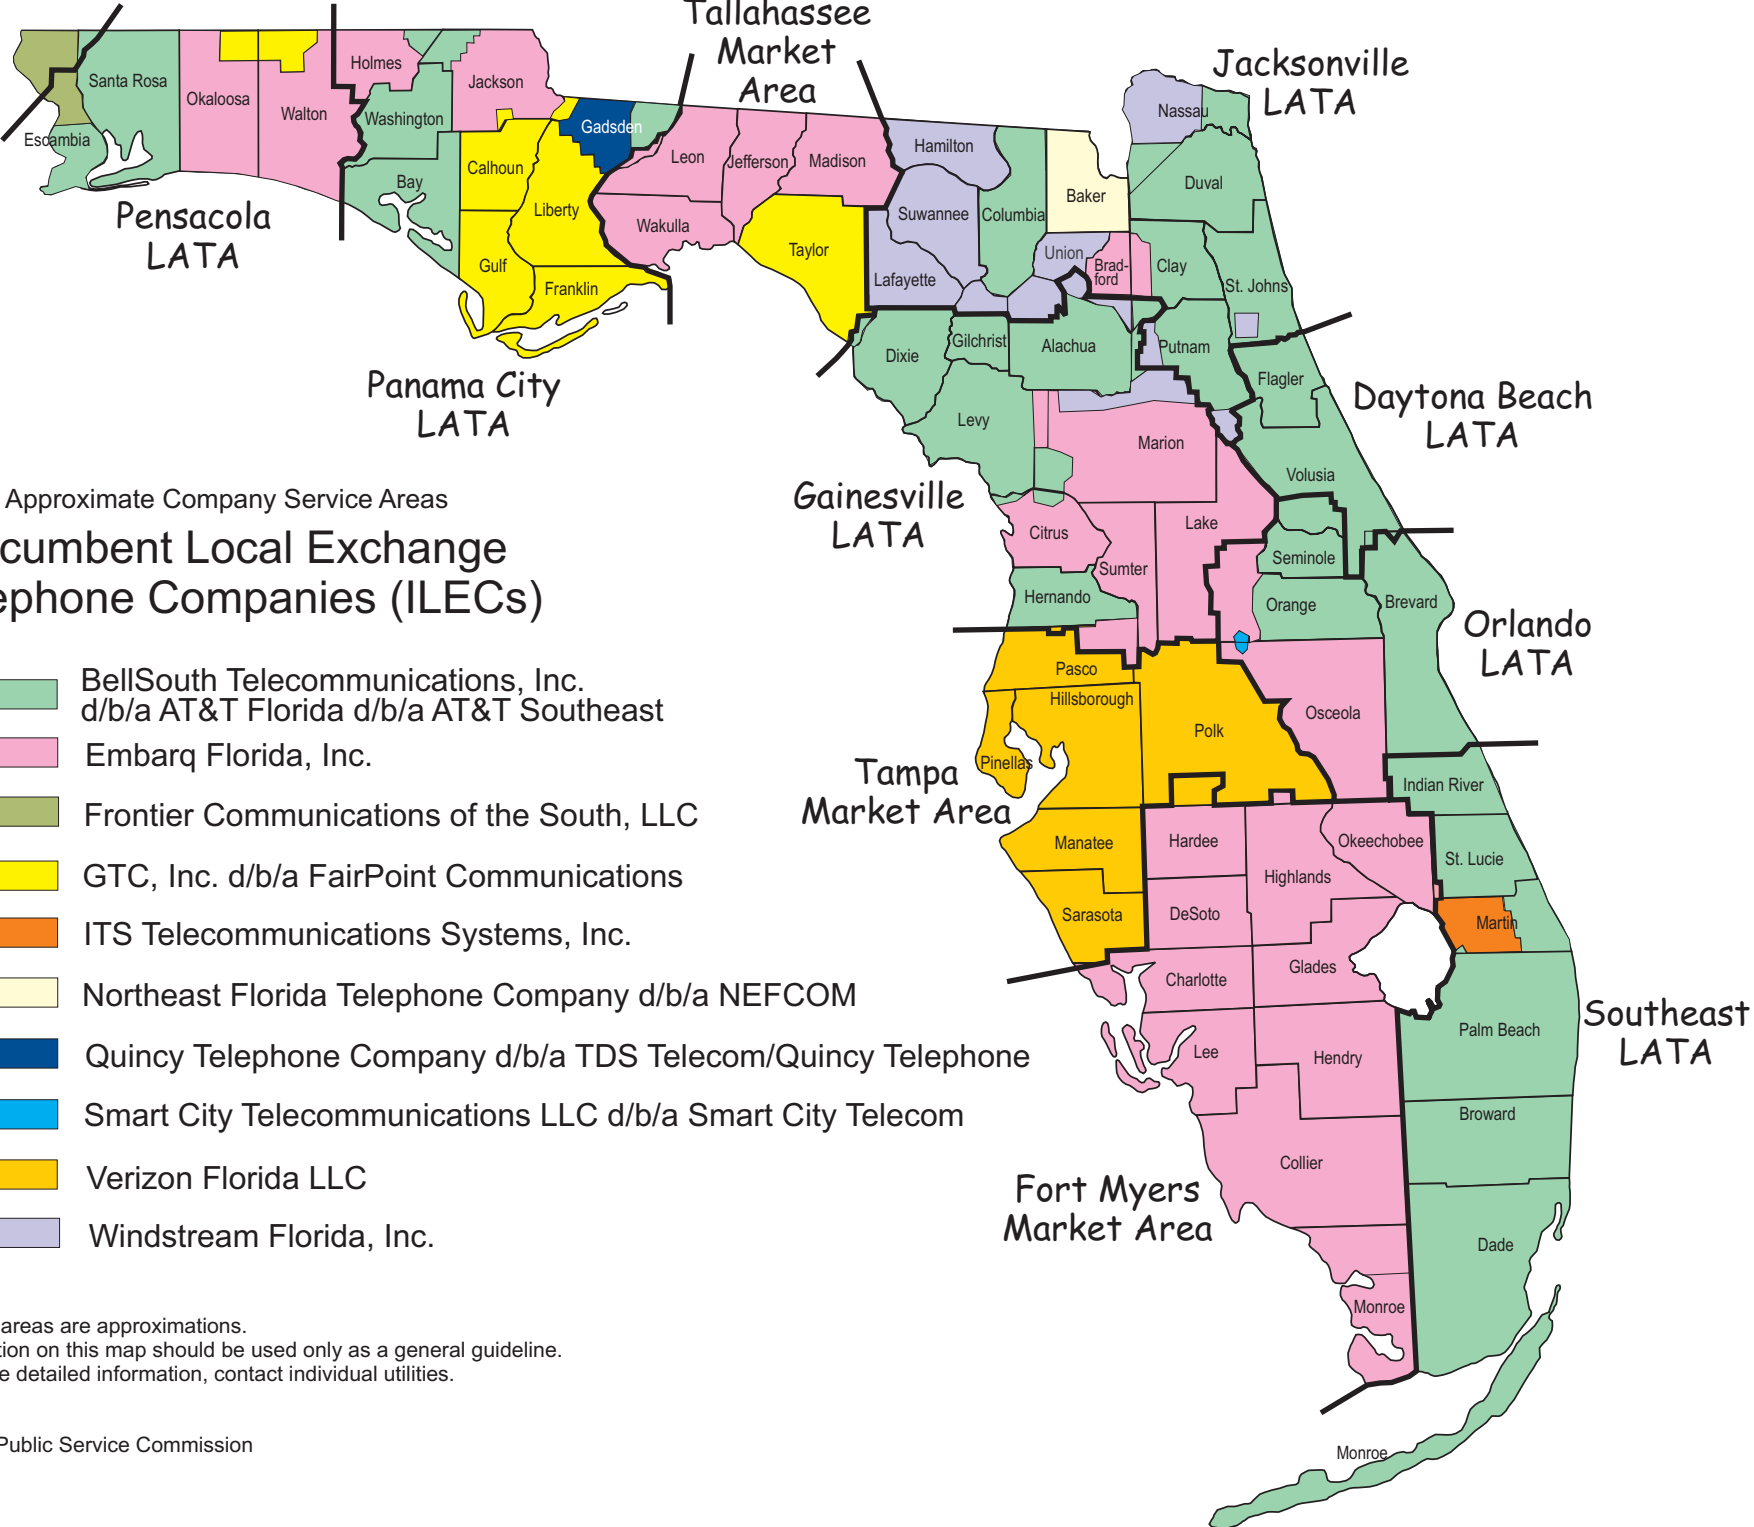 Tallahassee
Market
Area
Jacksonville
LATA
Holmes
Jackson
Santa Rosa
Okaloosa
Walton
Washington
Gadsden
Escambia
Nassau
Hamilton
Leon
Jefferson
Madison
Calhoun
Bay
Baker
Duval
Liberty
Wakulla
Suwannee
Columbia
Pensacola
LATA
Taylor
Union
Brad-
ford
Clay
Gulf
Franklin
Lafayette
St. Johns
Dixie
Gilchrist
Alachua
Putnam
Panama City
LATA
Flagler
Daytona Beach
LATA
Levy
Marion
Volusia
Gainesville
LATA
Approximate Company Service Areas
cumbent Local Exchange
ephone Companies (ILECs)
Citrus
Lake
Sumter
Seminole
Hernando
Orange
Brevard
Orlando
LATA
Pasco
Hillsborough
Polk
Osceola
Pinellas
Tampa
Market Area
Indian River
Manatee
Hardee
Okeechobee
Highlands
St. Lucie
Sarasota
DeSoto
Martin
Charlotte
Glades
Palm Beach
Southeast
LATA
Lee
Hendry
Broward
Collier
Fort Myers
Market Area
Dade
Monroe
Monroe
BellSouth Telecommunications, Inc.
d/b/a AT&T Florida d/b/a AT&T Southeast
Embarq Florida, Inc.
Frontier Communications of the South, LLC
GTC, Inc. d/b/a FairPoint Communications
ITS Telecommunications Systems, Inc.
Northeast Florida Telephone Company d/b/a NEFCOM
Quincy Telephone Company d/b/a TDS Telecom/Quincy Telephone
Smart City Telecommunications LLC d/b/a Smart City Telecom
Verizon Florida LLC
Windstream Florida, Inc.
areas are approximations.
tion on this map should be used only as a general guideline.
e detailed information, contact individual utilities.
Public Service Commission